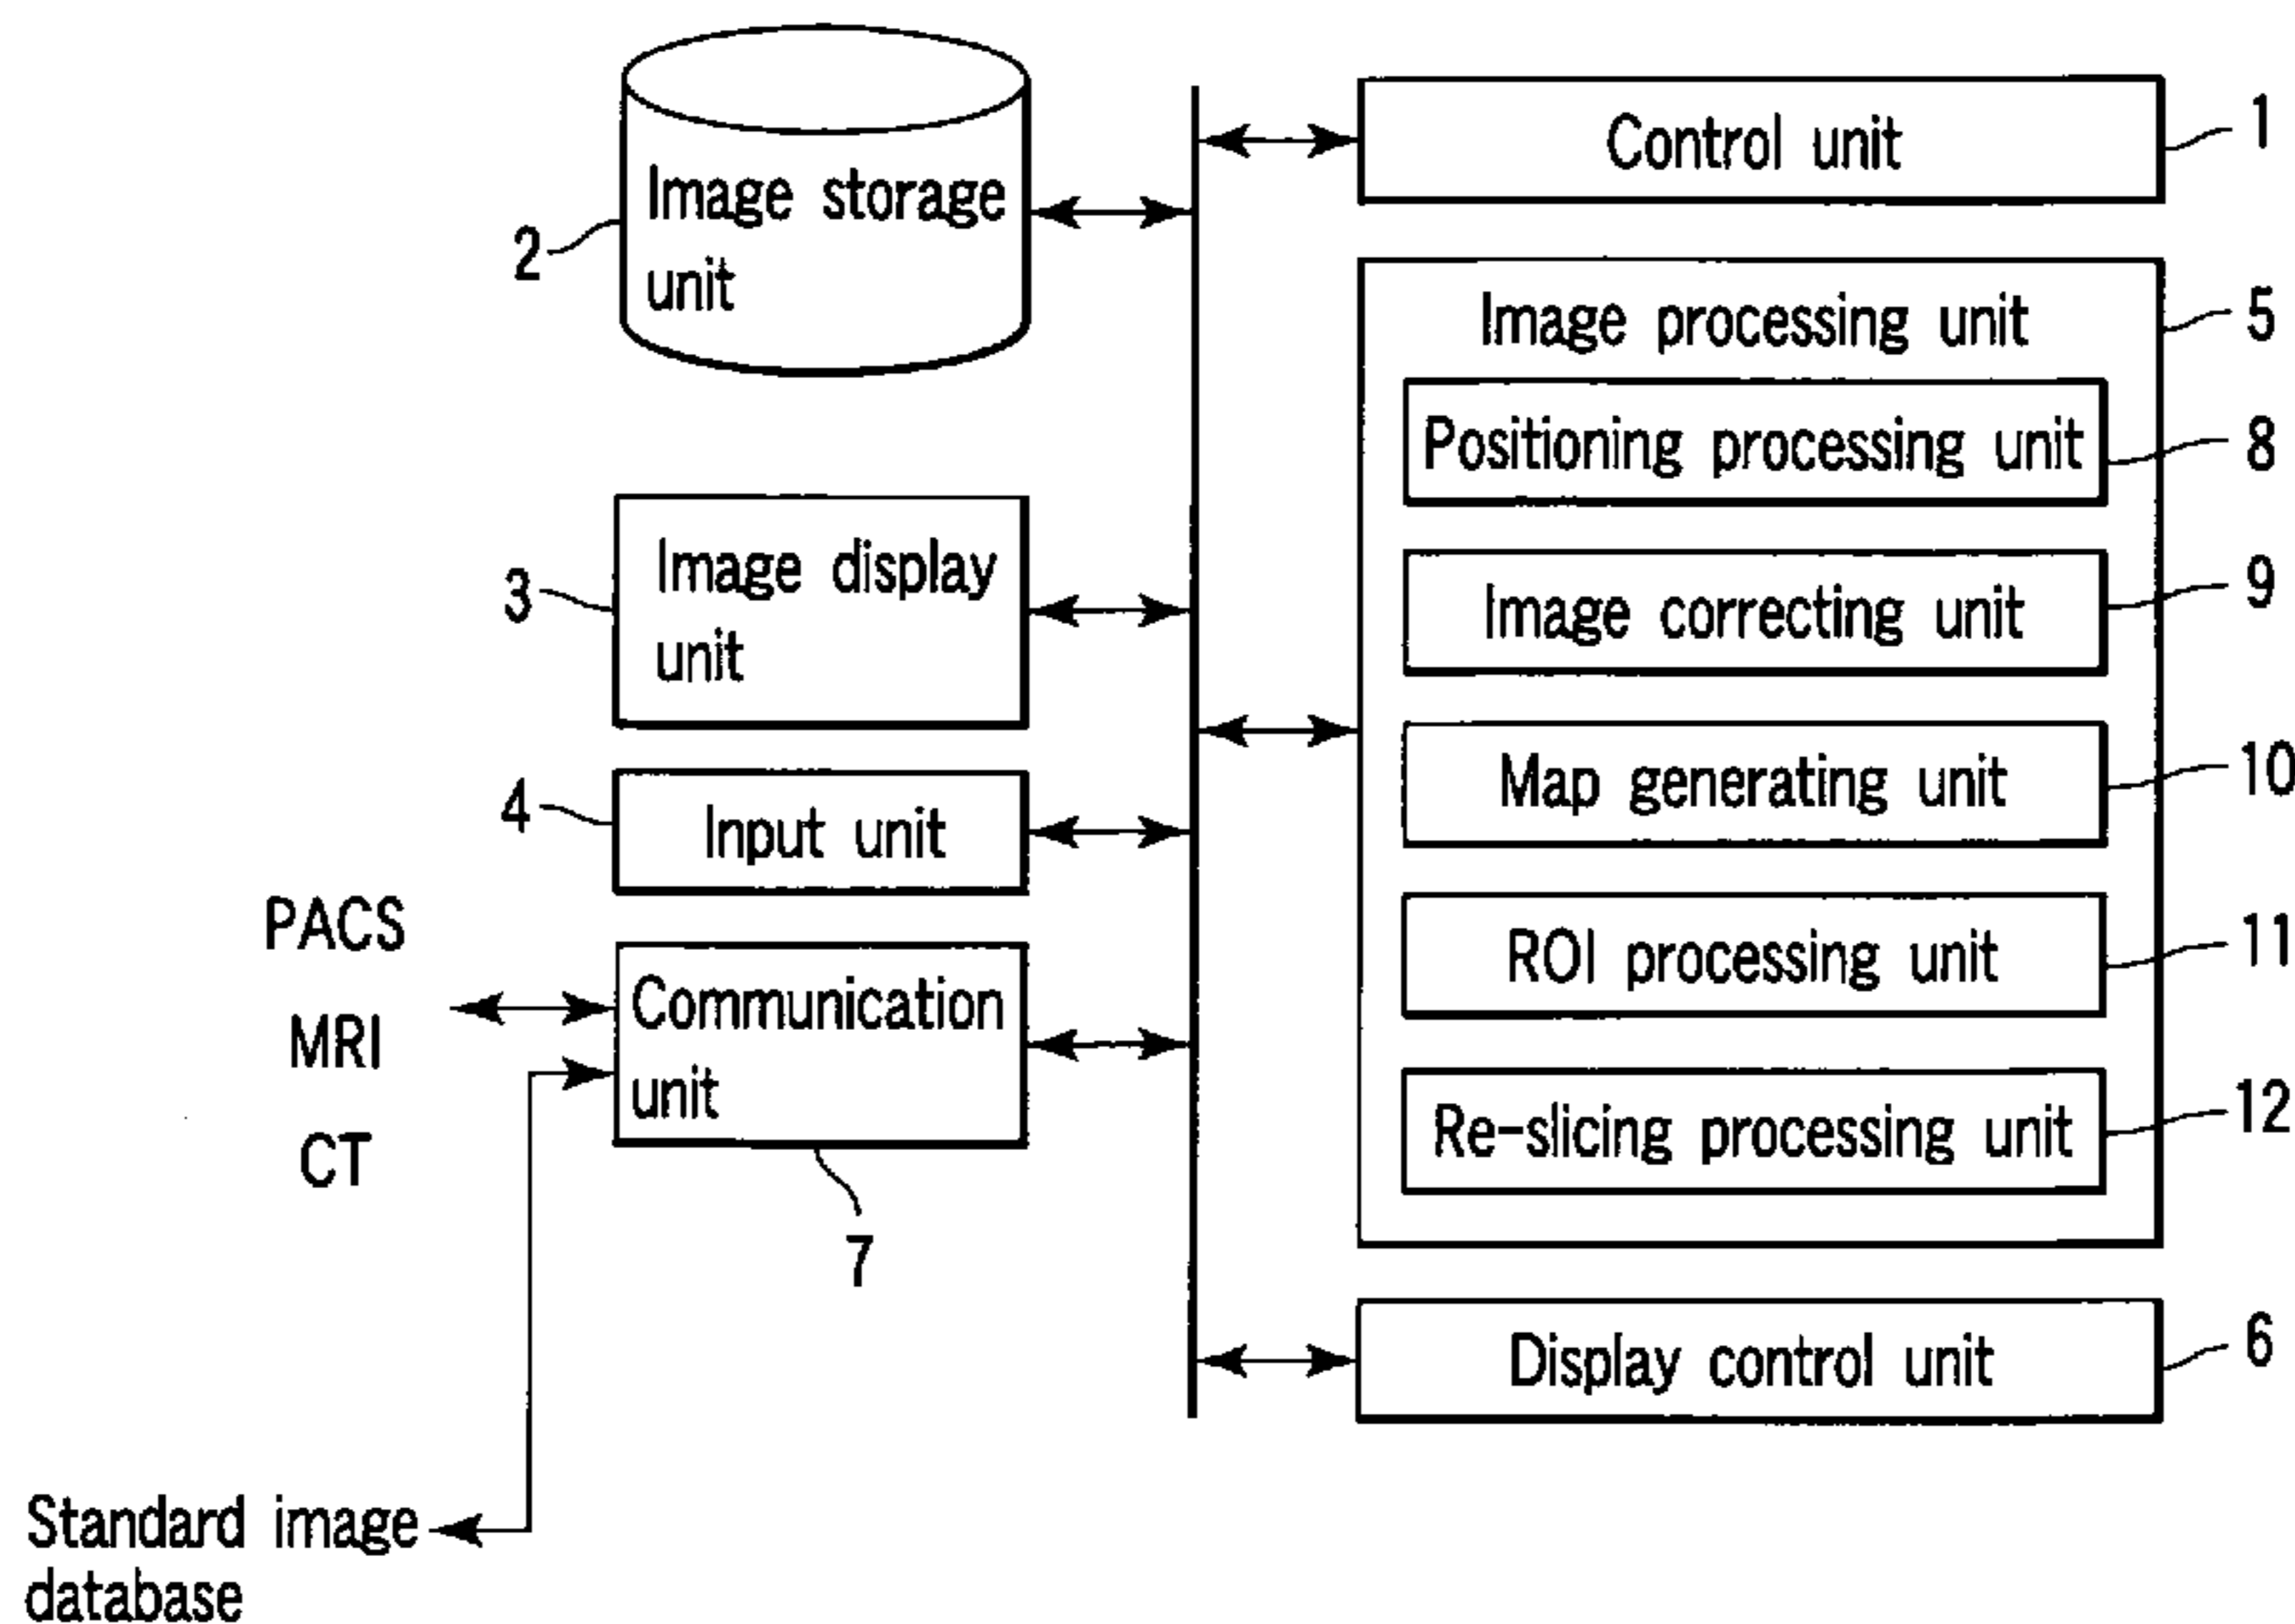 Image storage
unit
2
Control unit
1
Image processing unit
5
Positioning processing unit
8
Image display
unit
3
Image correcting unit
9
Input unit
4
Map generating unit
10
PACS
MRI
CT
Communication
unit
7
ROI processing unit
11
Re-slicing processing unit
12
Display control unit
6
Standard image
database